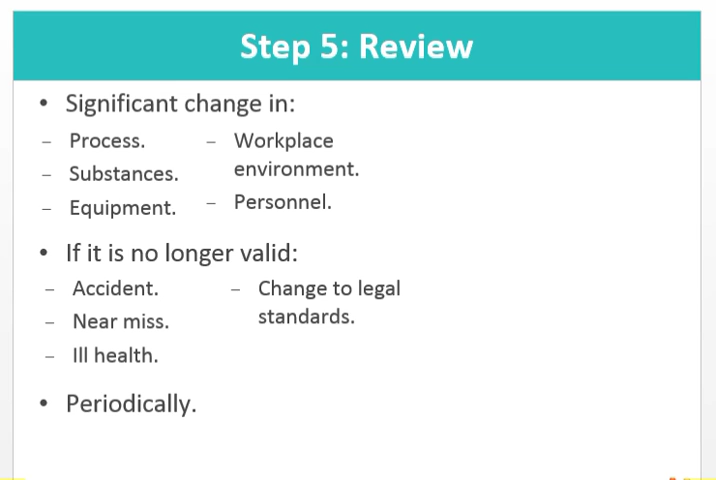 Step 5: Review
• Significant change in:
– Process.
– Substances.
– Equipment.
– Workplace
environment.
– Personnel.
• If it is no longer valid:
– Accident.
– Near miss.
– Ill health.
– Change to legal
standards.
• Periodically.